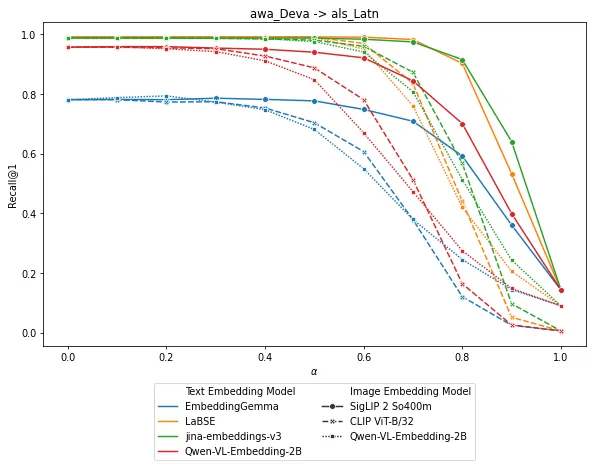 awa_Deva -> als_Latn
Recall@1
1.0
0.8
0.6
0.4
0.2
0.0
0.0 0.2 0.4 0.6 0.8 1.0
α
Text Embedding Model Image Embedding Model
EmbeddingGemma SigLIP 2 So400m
LaBSE CLIP ViT-B/32
jina-embeddings-v3 Qwen-VL-Embedding-2B
Qwen-VL-Embedding-2B